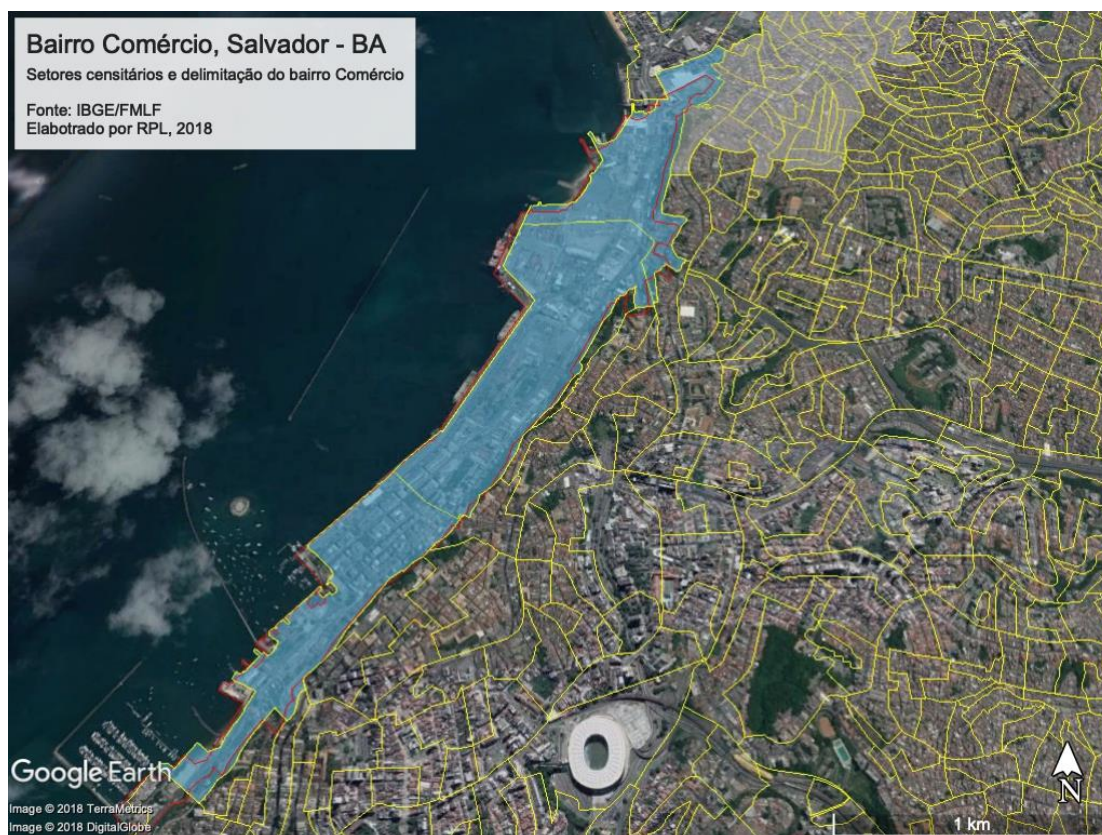 Bairro Comércio, Salvador - BA
Setores censitários e delimitação do bairro Comércio
Fonte: IBGE/FMLF
Elabotrado por RPL, 2018
Google Earth
Image © 2018 TerraMetrics
Image © 2018 DigitalGlobe
N
1 km